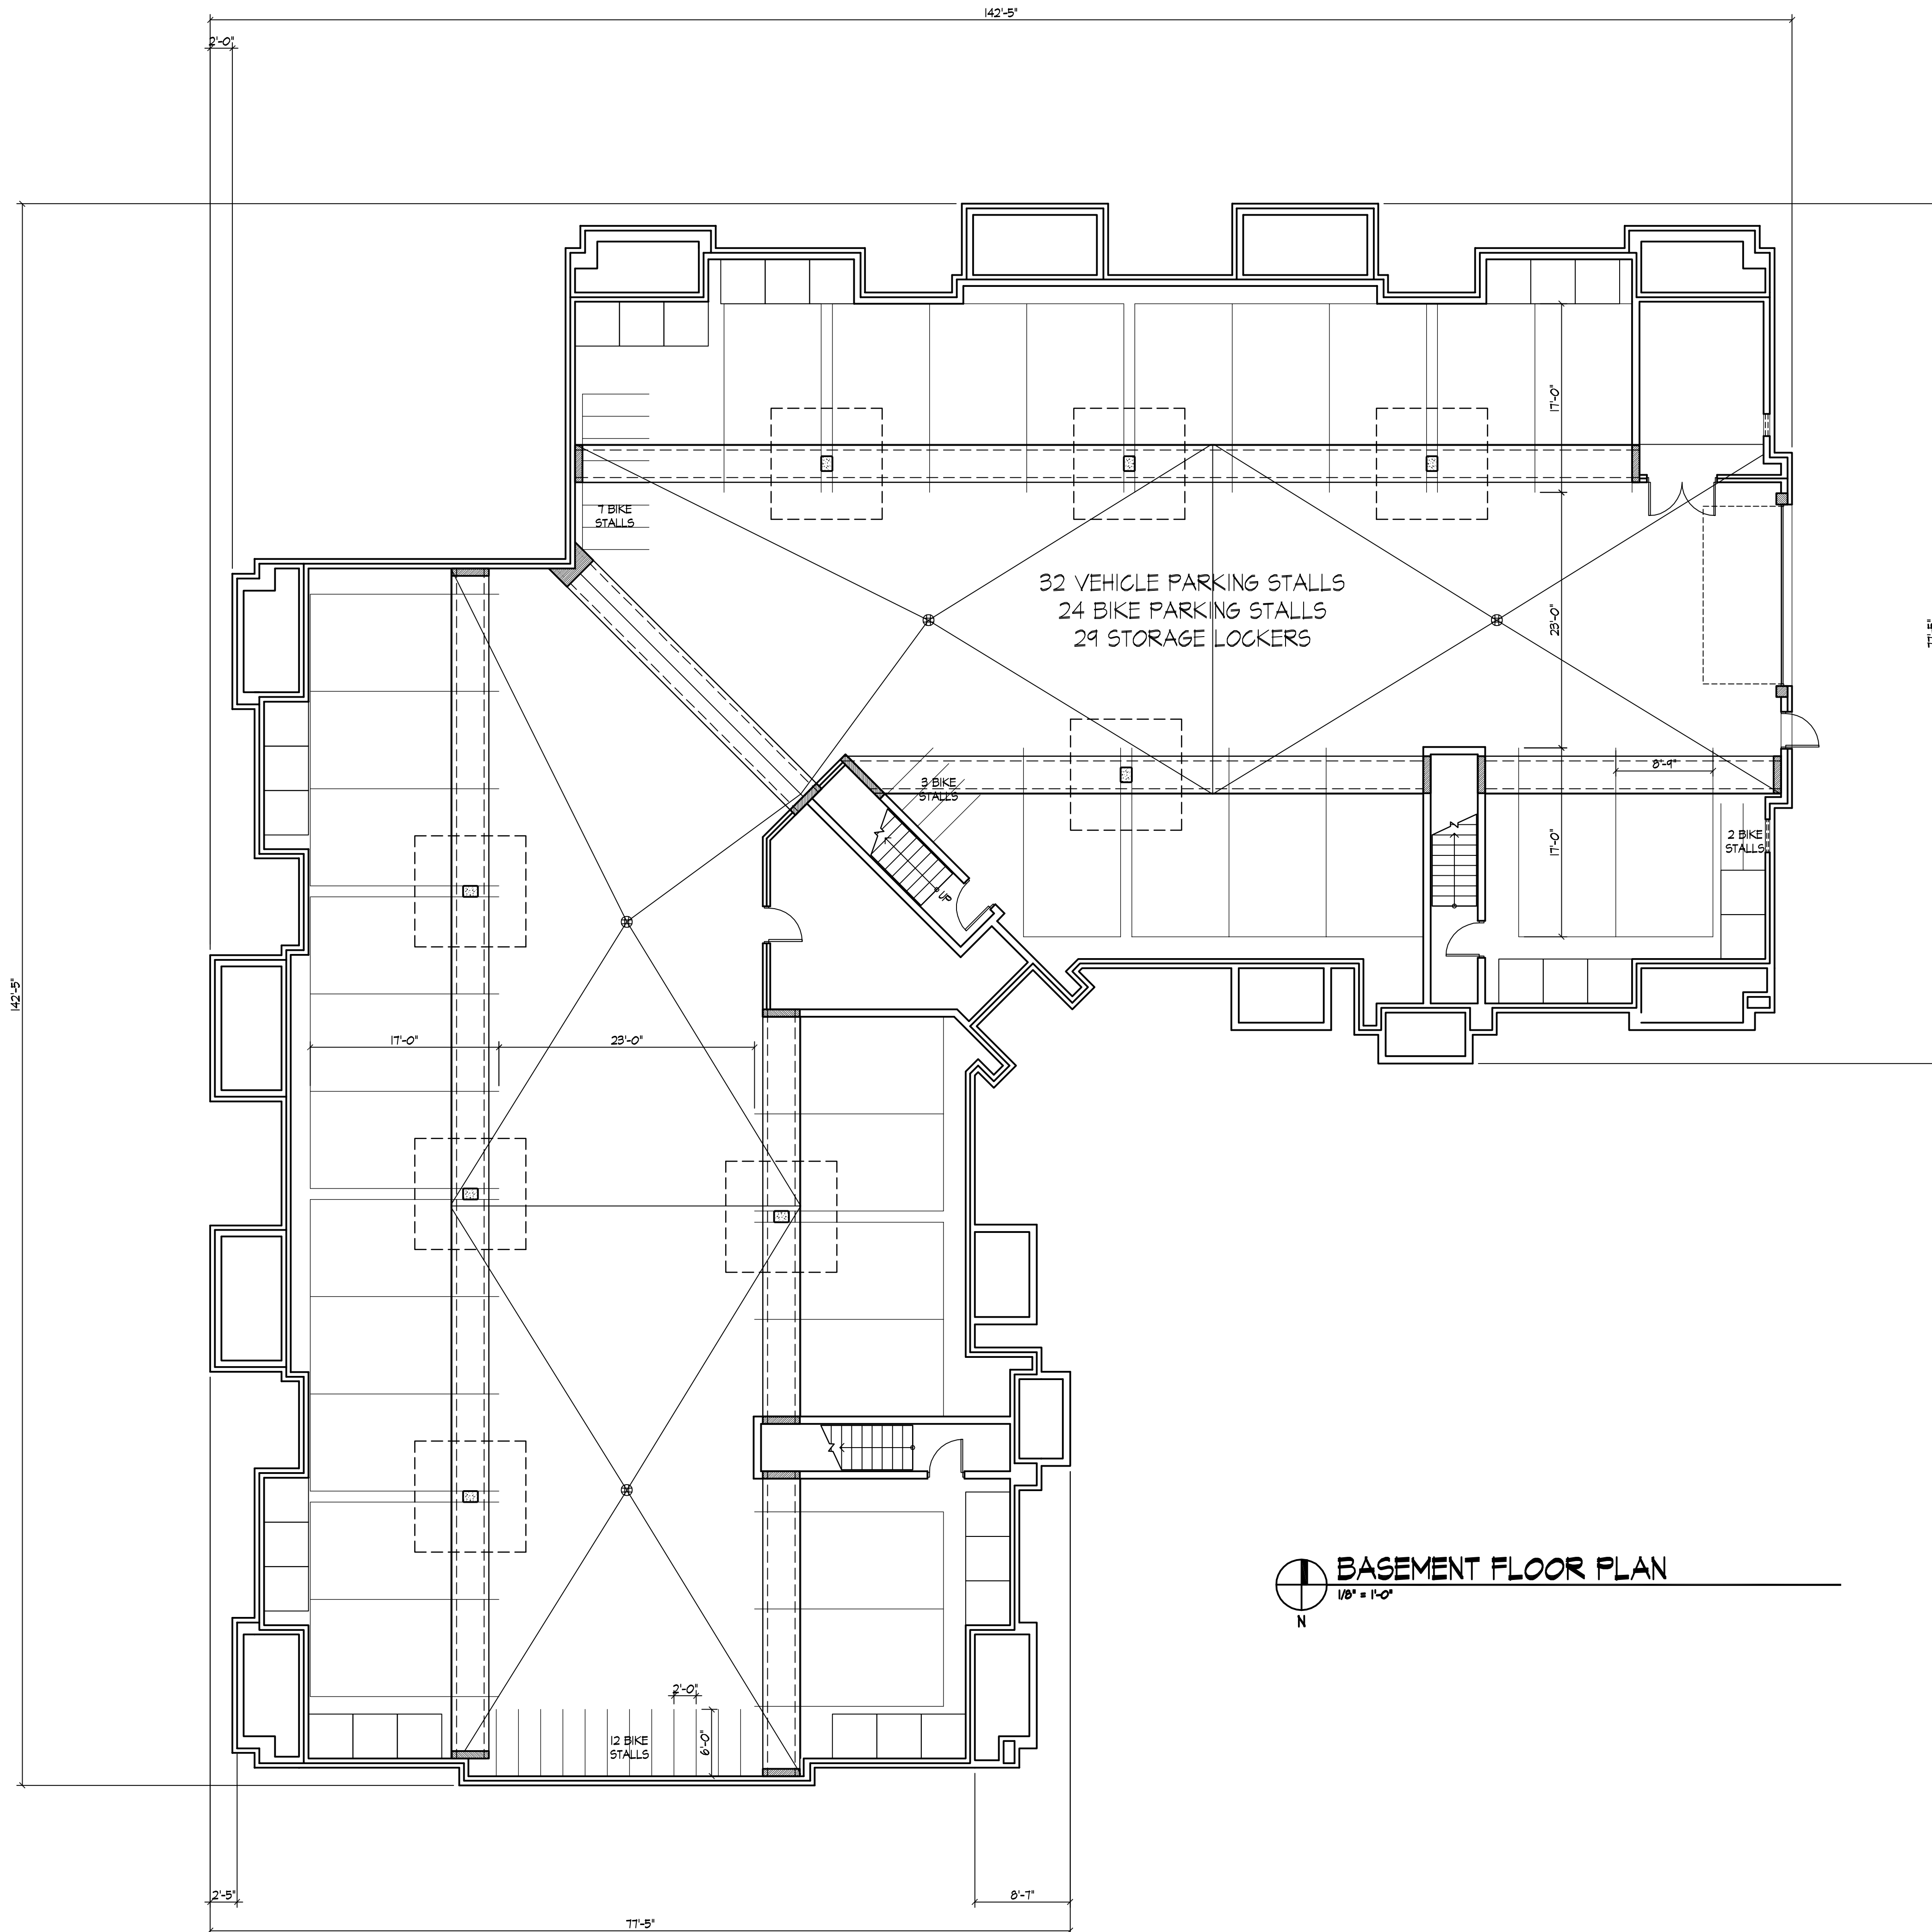 142'-5"
2'-0"
17'-0"
7 BIKE
STALLS
32 VEHICLE PARKING STALLS
24 BIKE PARKING STALLS
29 STORAGE LOCKERS
23'-0"
77'-5"
8'-9"
3 BIKE
STALLS
17'-0"
2 BIKE
STALLS
UP
142'-5"
17'-0"
23'-0"
BASEMENT FLOOR PLAN
1/8" = 1'-0"
N
2'-0"
12 BIKE
STALLS
6'-0"
2'-5"
8'-7"
77'-5"